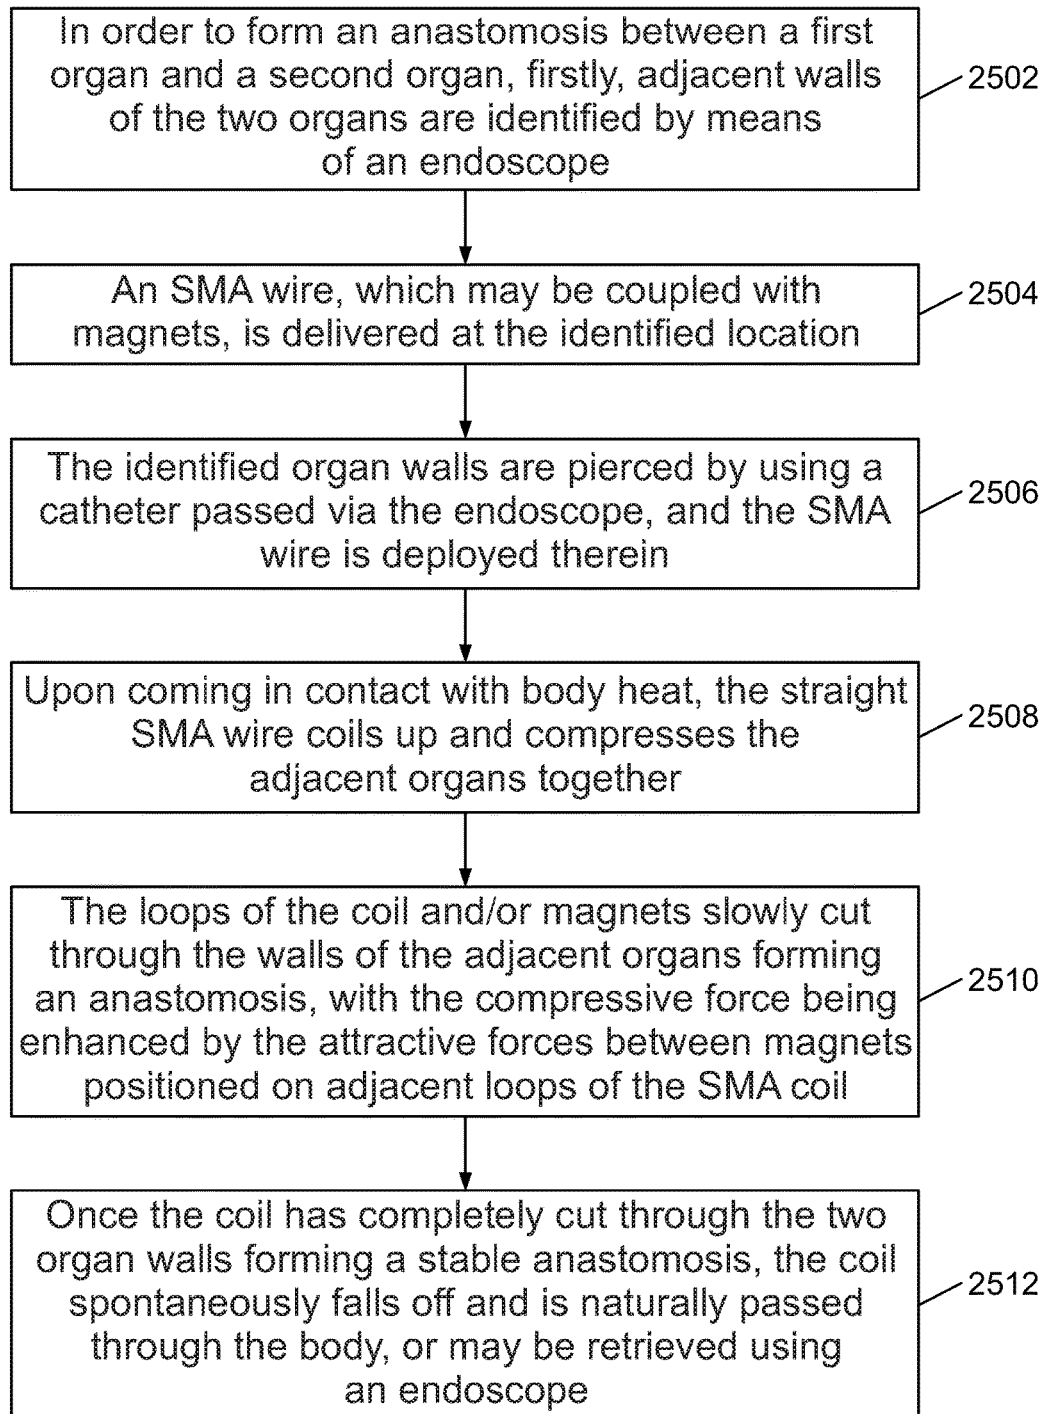 In order to form an anastomosis between a first
organ and a second organ, firstly, adjacent walls
of the two organs are identified by means
of an endoscope
2502
An SMA wire, which may be coupled with
magnets, is delivered at the identified location
2504
The identified organ walls are pierced by using a
catheter passed via the endoscope, and the SMA
wire is deployed therein
2506
Upon coming in contact with body heat, the straight
SMA wire coils up and compresses the
adjacent organs together
2508
The loops of the coil and/or magnets slowly cut
through the walls of the adjacent organs forming
an anastomosis, with the compressive force being
enhanced by the attractive forces between magnets
positioned on adjacent loops of the SMA coil
2510
Once the coil has completely cut through the two
organ walls forming a stable anastomosis, the coil
spontaneously falls off and is naturally passed
through the body, or may be retrieved using
an endoscope
2512